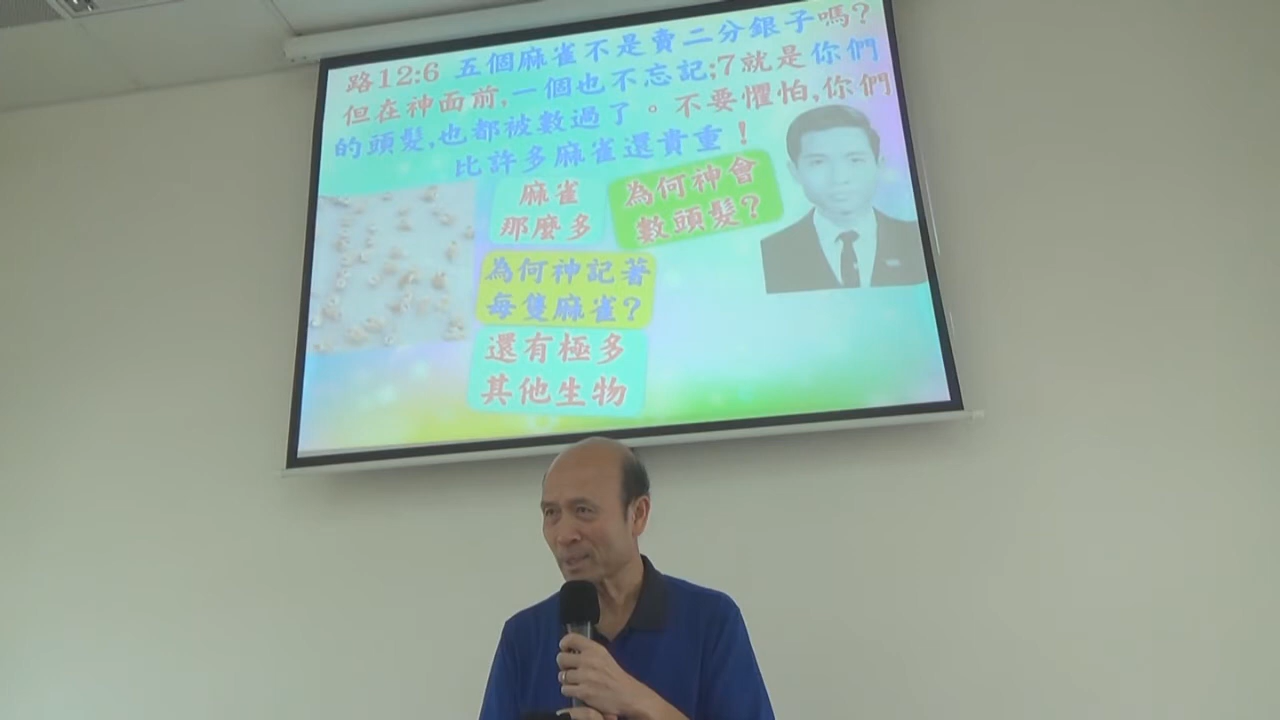 路12:6 五個麻雀不是賣二分銀子嗎?
但在神面前,一個也不忘記;7就是你們
的頭髮,也都被數過了。不要懼怕,你們
比許多麻雀還貴重!
麻雀
那麼多
為何神會
數頭髮?
為何神記著
每隻麻雀?
還有極多
其他生物